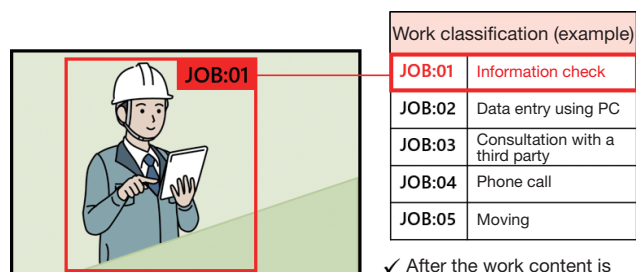 Work classification (example)
JOB:01
JOB:01 Information check
JOB:02 Data entry using PC
JOB:03 Consultation with a
third party
JOB:04 Phone call
JOB:05 Moving
✓ After the work content is